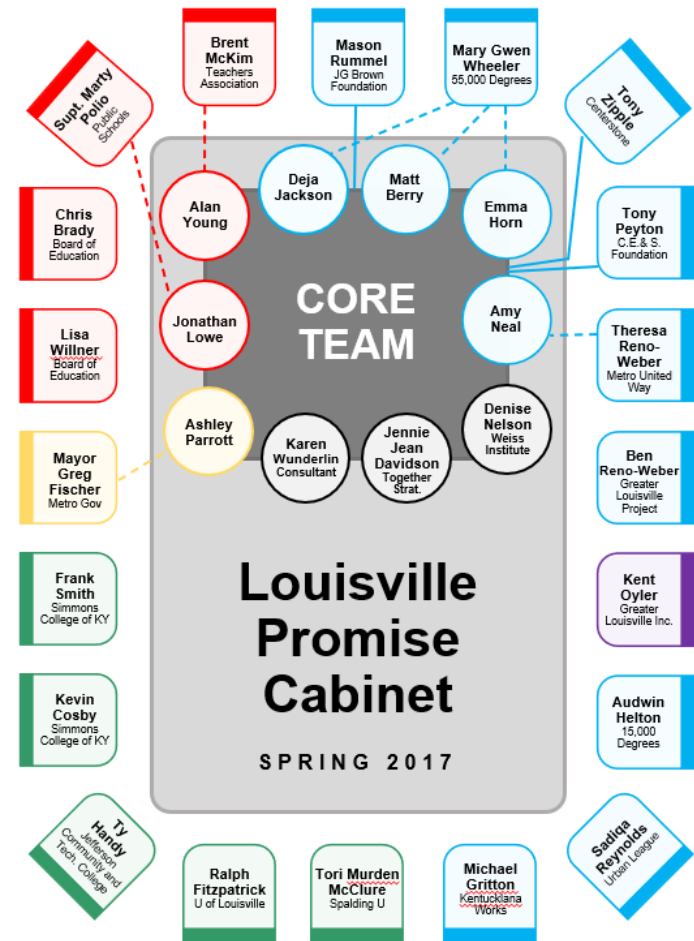 Supt. Marty
Polio
Public
Schools
Brent
McKim
Teachers
Association
Mason
Rummel
JG Brown
Foundation
Mary Gwen
Wheeler
55,000 Degrees
Tony
Zipple
Centerstone
Alan
Young
Deja
Jackson
Matt
Berry
Emma
Horn
Chris
Brady
Board of
Education
Tony
Peyton
C.E.& S.
Foundation
CORE
TEAM
Jonathan
Lowe
Amy
Neal
Lisa
Willner
Board of
Education
Theresa
Reno-
Weber
Metro United
Way
Ashley
Parrott
Karen
Wunderlin
Consultant
Jennie
Jean
Davidson
Together
Strat.
Denise
Nelson
Weiss
Institute
Mayor
Greg
Fischer
Metro Gov
Ben
Reno-Weber
Greater
Louisville
Project
Louisville
Promise
Cabinet
SPRING 2017
Frank
Smith
Simmons
College of KY
Kent
Oyler
Greater
Louisville Inc.
Kevin
Cosby
Simmons
College of KY
Audwin
Helton
15,000
Degrees
Ty
Handy
Jefferson
Community and
Tech. College
Ralph
Fitzpatrick
U of Louisville
Tori Murden
McClure
Spalding U
Michael
Gritton
Kentuckiana
Works
Sadiqa
Reynolds
Urban League